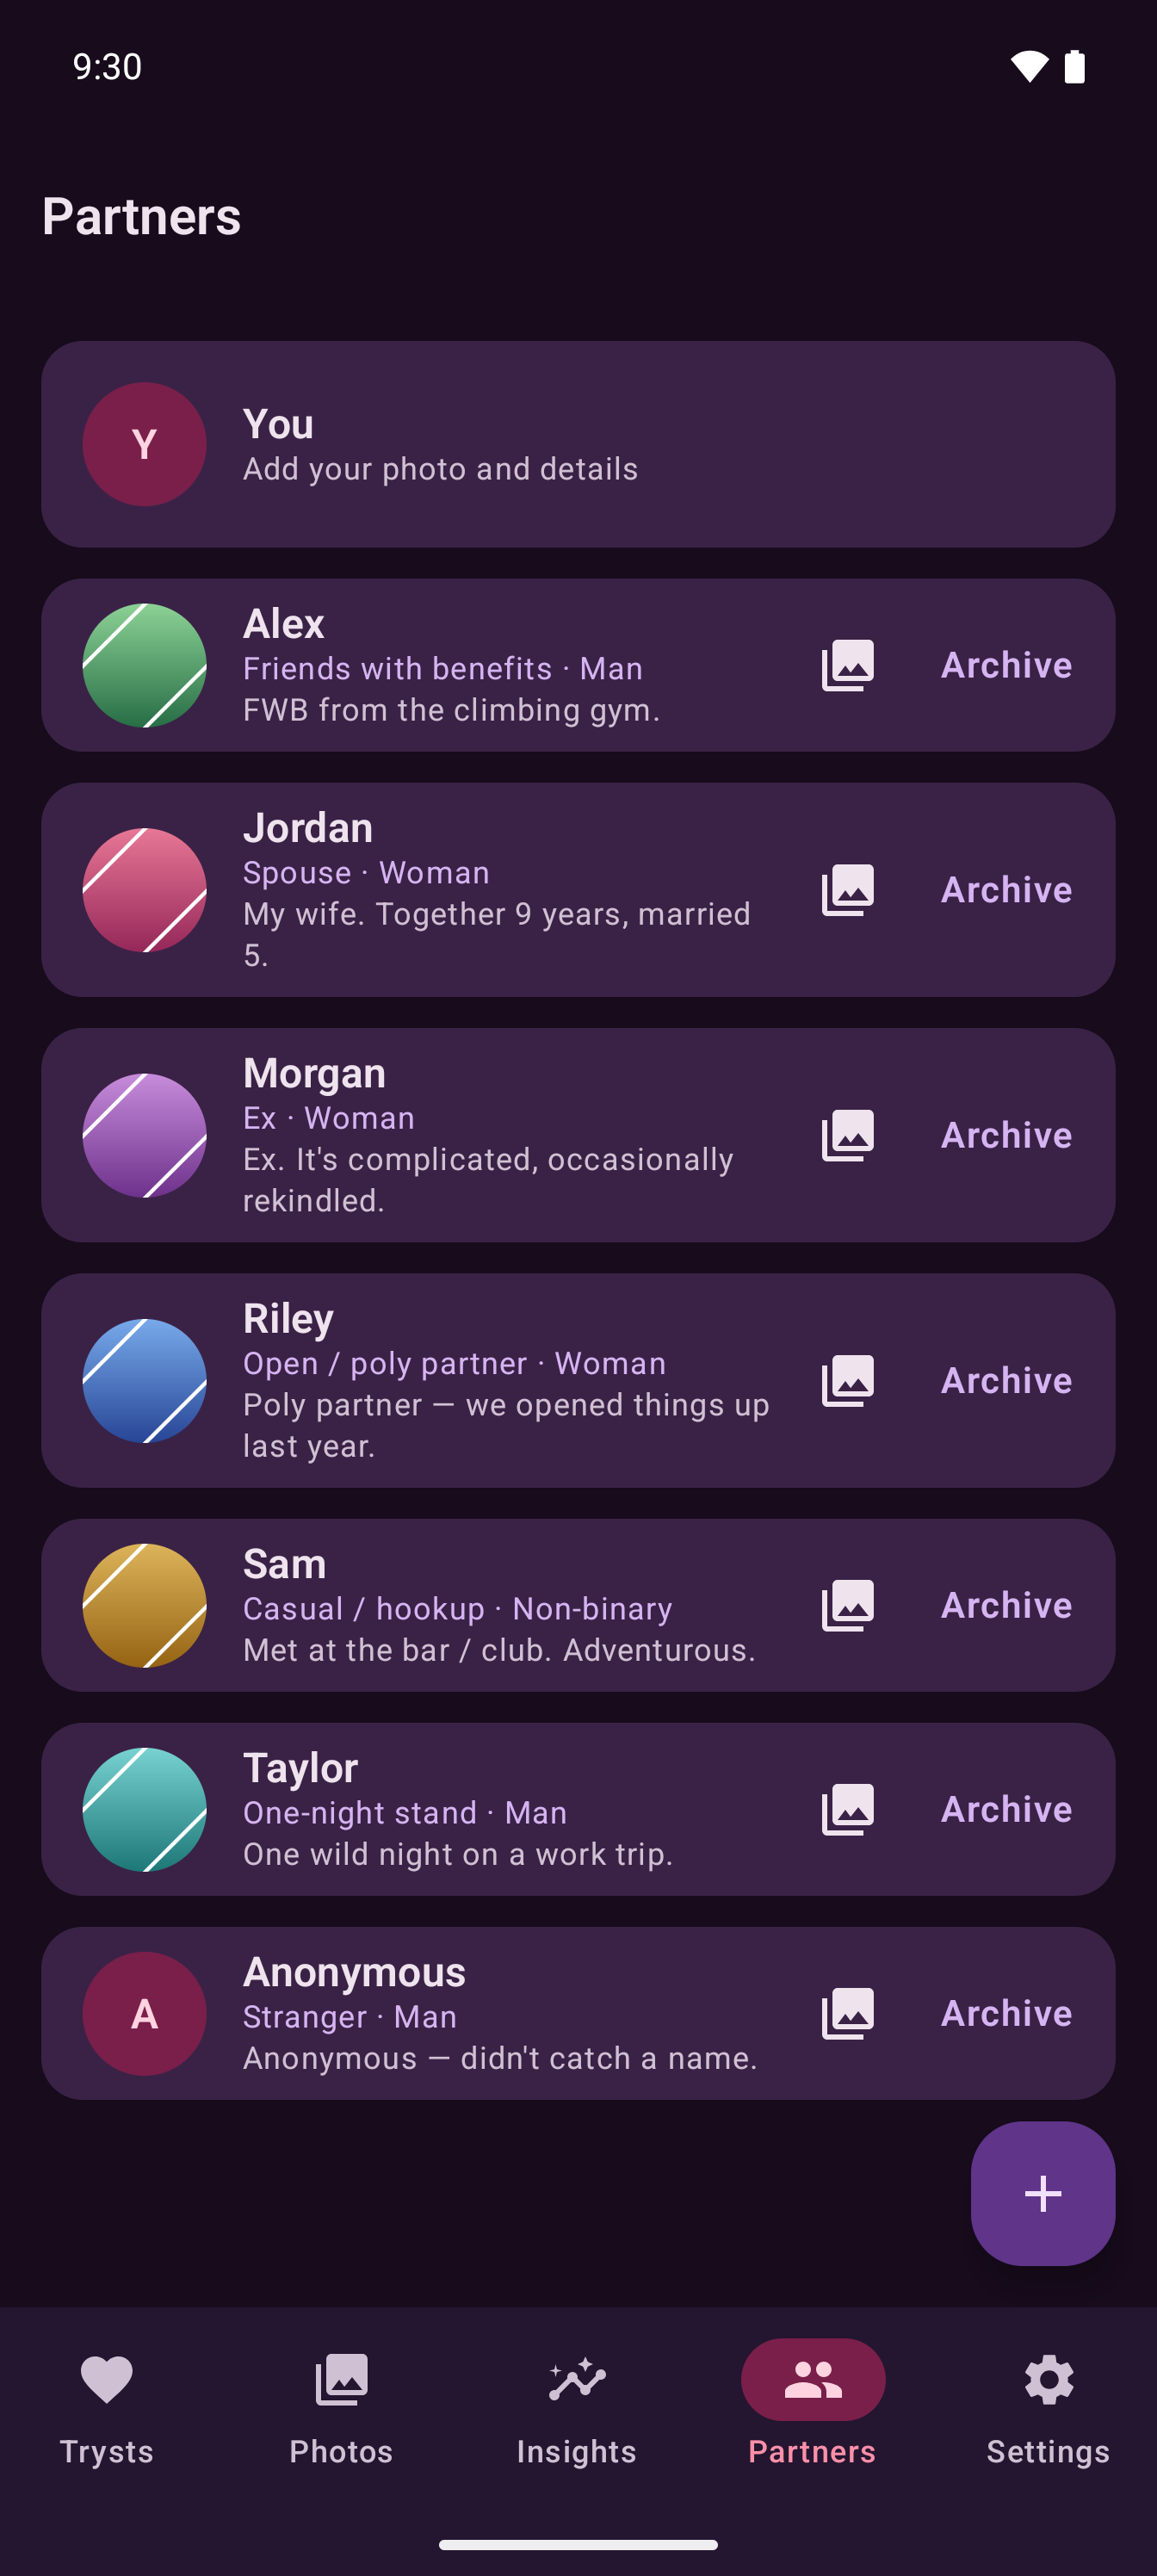 9:30
Partners
Y
You
Add your photo and details
Alex
Friends with benefits · Man
FWB from the climbing gym.
Archive
Jordan
Spouse · Woman
My wife. Together 9 years, married
5.
Archive
Morgan
Ex · Woman
Ex. It's complicated, occasionally
rekindled.
Archive
Riley
Open / poly partner · Woman
Poly partner — we opened things up
last year.
Archive
Sam
Casual / hookup · Non-binary
Met at the bar / club. Adventurous.
Archive
Taylor
One-night stand · Man
One wild night on a work trip.
Archive
A
Anonymous
Stranger · Man
Anonymous — didn't catch a name.
Archive
Trysts
Photos
Insights
Partners
Settings